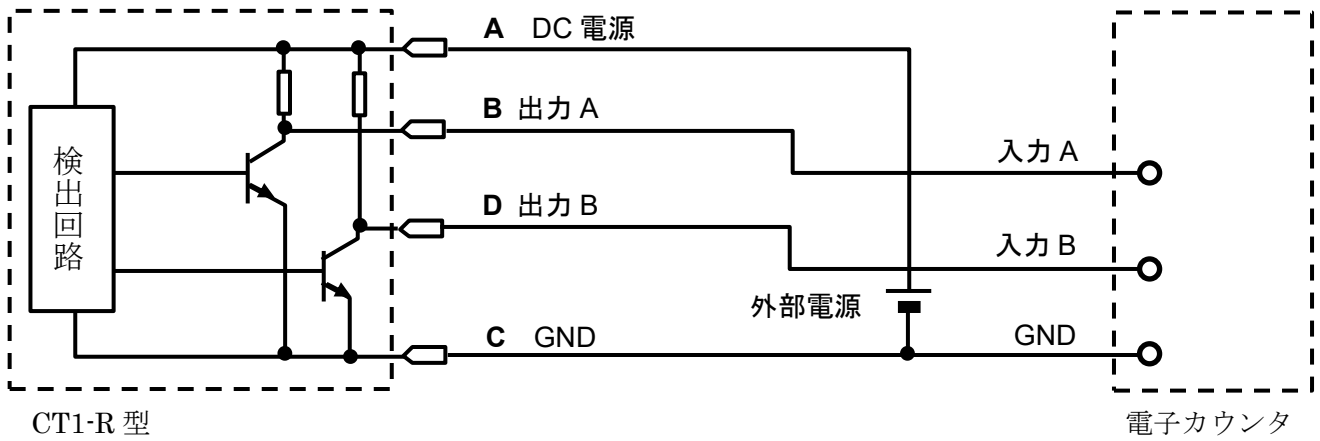 A DC 電源
B 出力 A
入力 A
検出回路
D 出力 B
入力 B
外部電源
C GND
GND
CT1-R 型
電子カウンタ